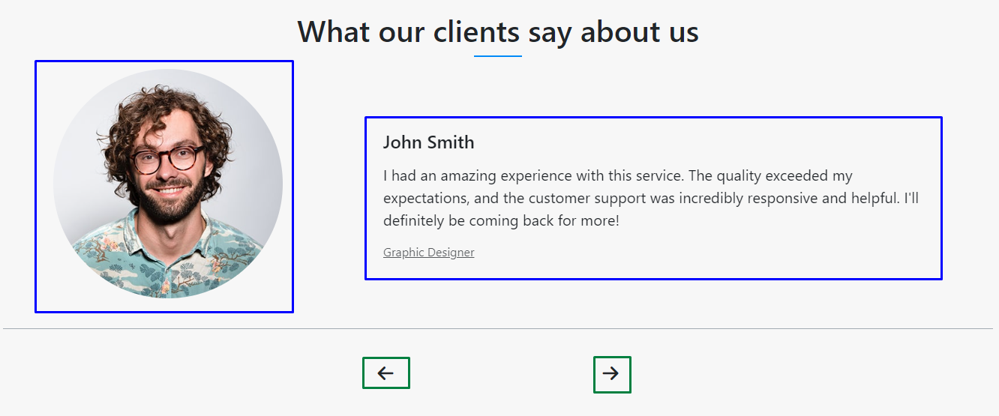 What our clients say about us
John Smith
I had an amazing experience with this service. The quality exceeded my
expectations, and the customer support was incredibly responsive and helpful. I'll
definitely be coming back for more!
Graphic Designer